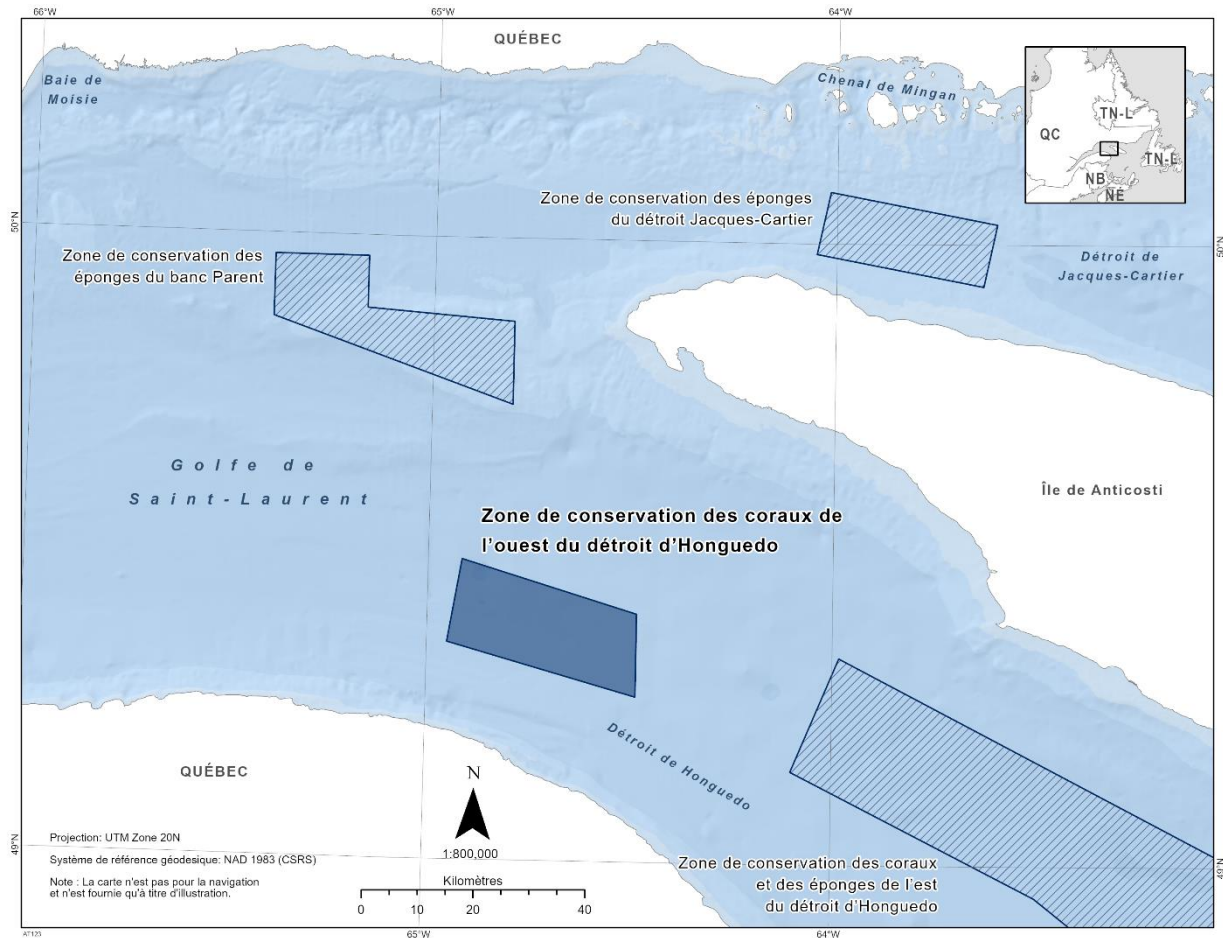 66°W
65°W
64°W
QUÉBEC
Baie de
Moisie
Chenal de Mingan
TN-L
QC
TN-L
NB
NÉ
Zone de conservation des éponges
du détroit Jacques-Cartier
50°N
50°N
Zone de conservation des
éponges du banc Parent
Détroit de
Jacques-Cartier
Golfe de
Saint-Laurent
Île de Anticosti
Zone de conservation des coraux de
l'ouest du détroit d'Honguedo
Détroit de Honguedo
QUÉBEC
N
1:800,000
Projection: UTM Zone 20N
Système de référence géodesique: NAD 1983 (CSRS)
Note : La carte n'est pas pour la navigation
et n'est fournie qu'à titre d'illustration.
Kilomètres
0 10 20 40
49°N
49°N
Zone de conservation des coraux
et des éponges de l'est
du détroit d'Honguedo
AT123
65°W
64°W